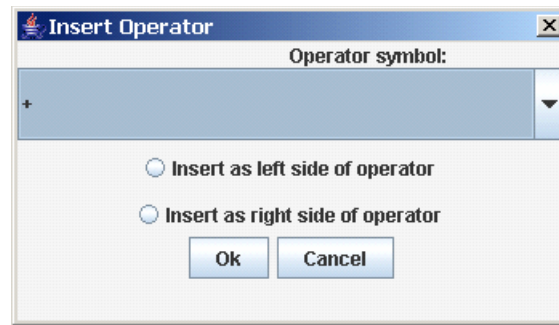 Insert Operator
Operator symbol:
+
Insert as left side of operator
Insert as right side of operator
Ok Cancel